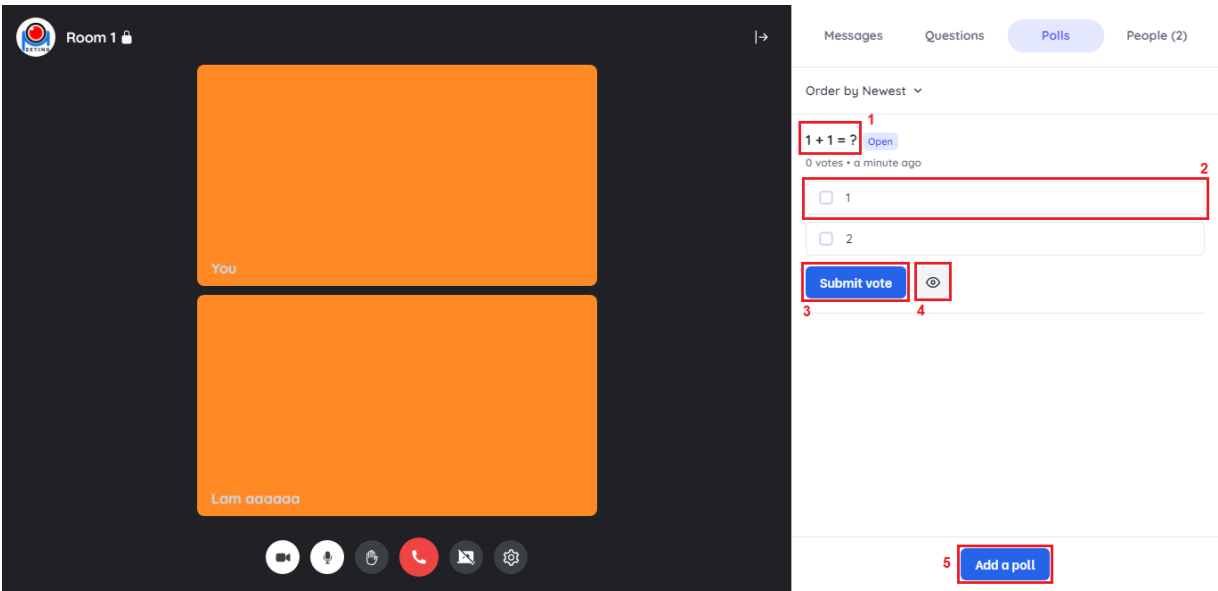 EETING
Room 1
Messages Questions Polls People (2)
Order by Newest
1
1 + 1 = ? Open
0 votes • a minute ago
2
1
2
Submit vote
3 4
You
Lam aaaaaa
5 Add a poll